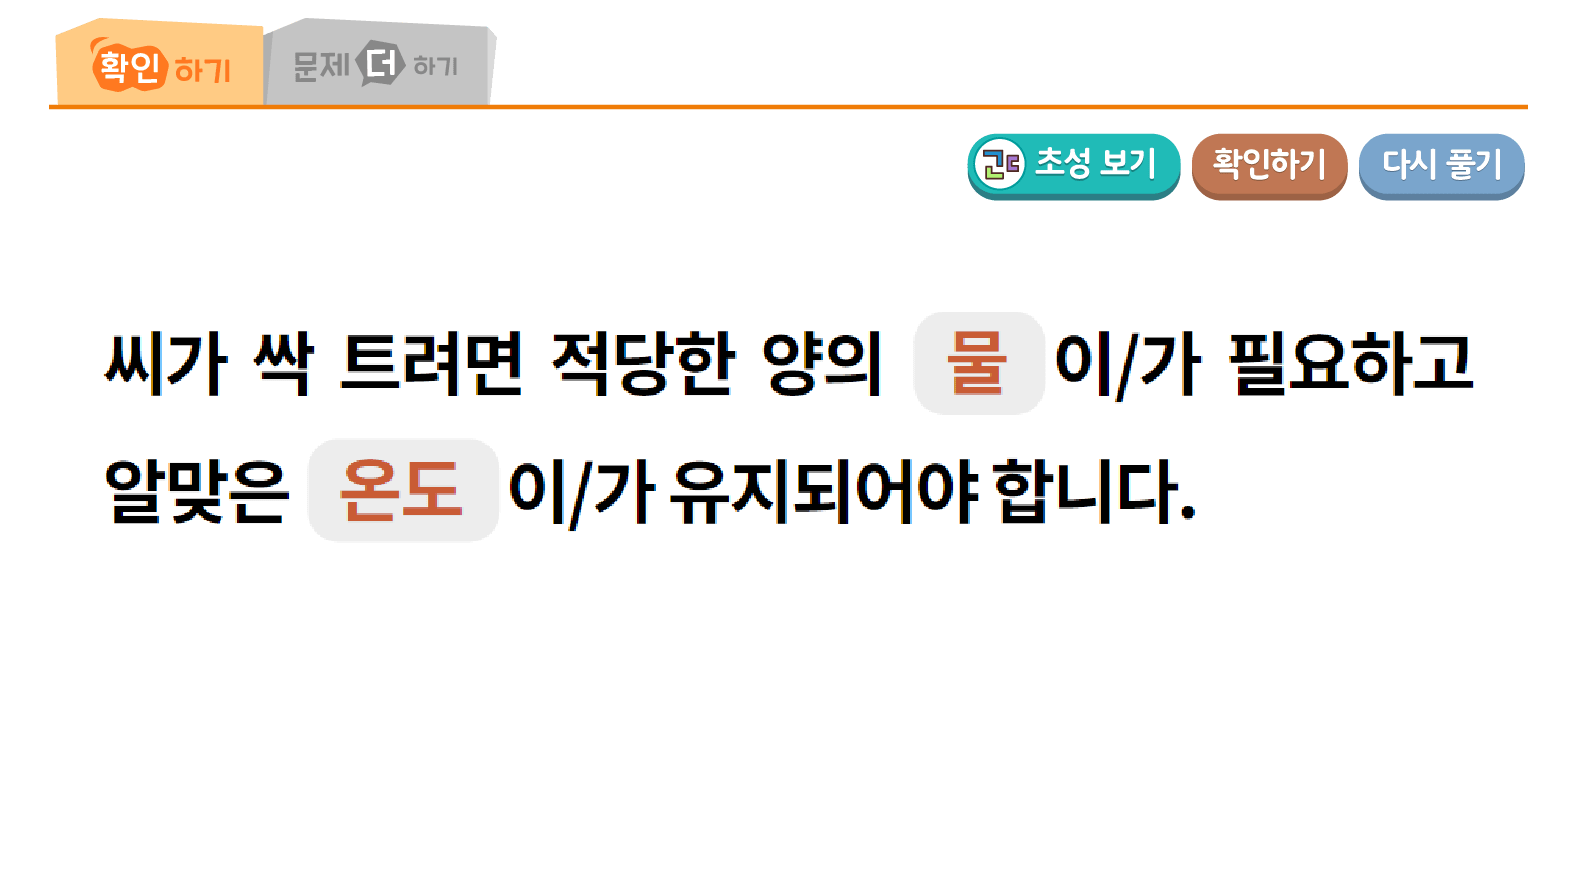 확인 하기 문제 더 하기
초성 보기 확인하기 다시 풀기
씨가 싹 트려면 적당한 양의 물 이/가 필요하고
알맞은 온도 이/가 유지되어야 합니다.